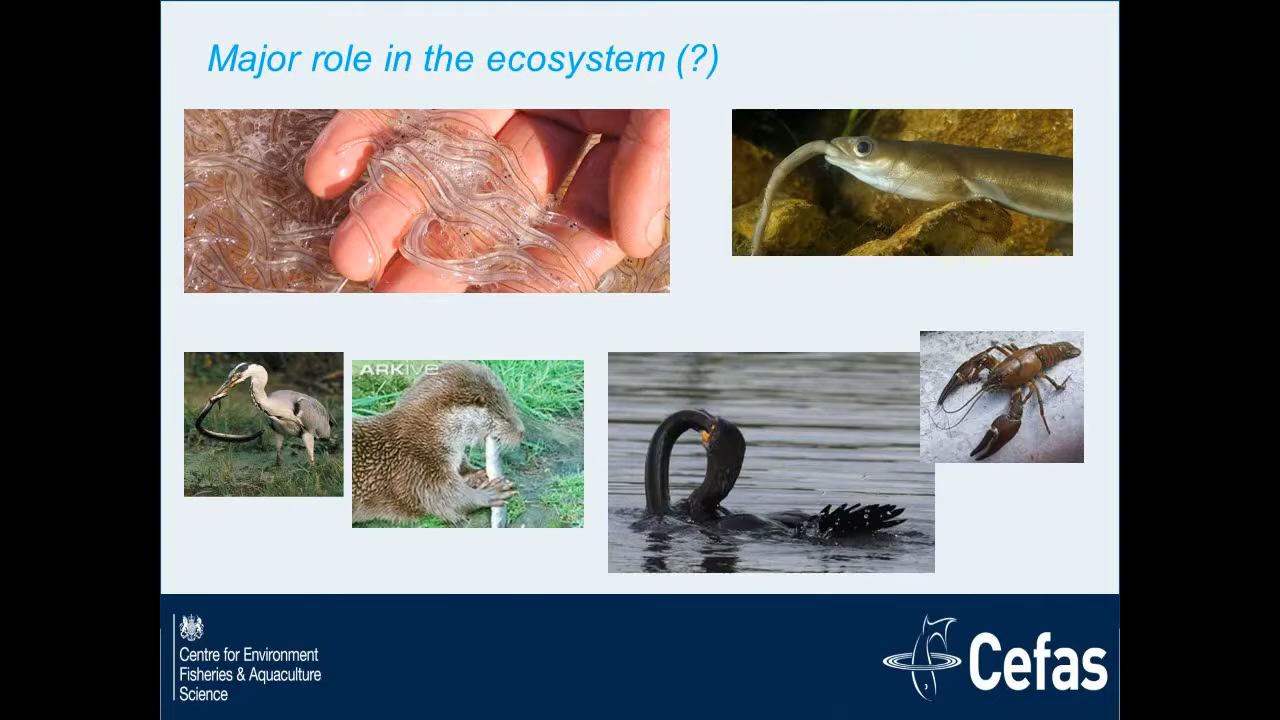 Major role in the ecosystem (?)
ARKIVE
Centre for Environment
Fisheries & Aquaculture
Science
Cefas